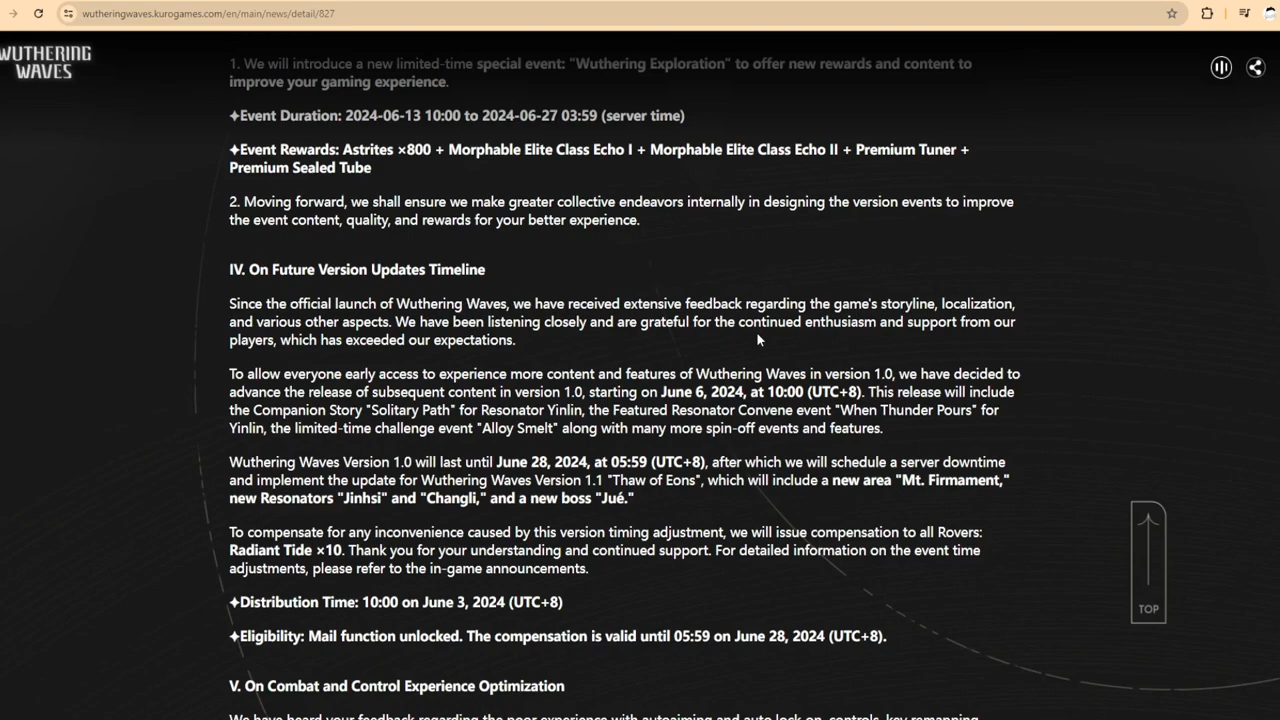 wutheringwaves.kurogames.com/en/main/news/detail/827
WUTHERING
WAVES
1. We will introduce a new limited-time special event: "Wuthering Exploration" to offer new rewards and content to
improve your gaming experience.
✦Event Duration: 2024-06-13 10:00 to 2024-06-27 03:59 (server time)
✦Event Rewards: Astrites ×800 + Morphable Elite Class Echo I + Morphable Elite Class Echo II + Premium Tuner +
Premium Sealed Tube
2. Moving forward, we shall ensure we make greater collective endeavors internally in designing the version events to improve
the event content, quality, and rewards for your better experience.
IV. On Future Version Updates Timeline
Since the official launch of Wuthering Waves, we have received extensive feedback regarding the game's storyline, localization,
and various other aspects. We have been listening closely and are grateful for the continued enthusiasm and support from our
players, which has exceeded our expectations.
To allow everyone early access to experience more content and features of Wuthering Waves in version 1.0, we have decided to
advance the release of subsequent content in version 1.0, starting on June 6, 2024, at 10:00 (UTC+8). This release will include
the Companion Story "Solitary Path" for Resonator Yinlin, the Featured Resonator Convene event "When Thunder Pours" for
Yinlin, the limited-time challenge event "Alloy Smelt" along with many more spin-off events and features.
Wuthering Waves Version 1.0 will last until June 28, 2024, at 05:59 (UTC+8), after which we will schedule a server downtime
and implement the update for Wuthering Waves Version 1.1 "Thaw of Eons", which will include a new area "Mt. Firmament,"
new Resonators "Jinhsi" and "Changli," and a new boss "Jué."
To compensate for any inconvenience caused by this version timing adjustment, we will issue compensation to all Rovers:
Radiant Tide ×10. Thank you for your understanding and continued support. For detailed information on the event time
adjustments, please refer to the in-game announcements.
✦Distribution Time: 10:00 on June 3, 2024 (UTC+8)
✦Eligibility: Mail function unlocked. The compensation is valid until 05:59 on June 28, 2024 (UTC+8).
TOP
V. On Combat and Control Experience Optimization
We have heard your feedback regarding the poor experience with autoaiming and auto lock-on, controls, key remapping,